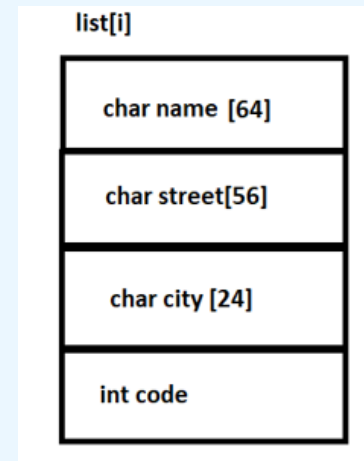 list[i]
char name [64]
char street[56]
char city [24]
int code